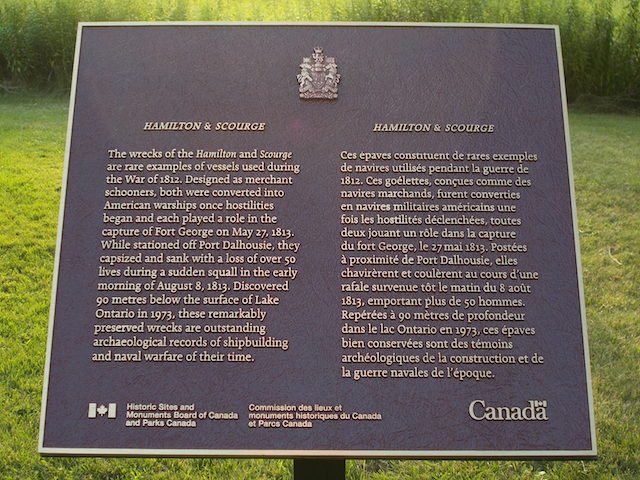 HAMILTON & SCOURGE
The wrecks of the Hamilton and Scourge
are rare examples of vessels used during
the War of 1812. Designed as merchant
schooners, both were converted into
American warships once hostilities
began and each played a role in the
capture of Fort George on May 27, 1813.
While stationed off Port Dalhousie, they
capsized and sank with a loss of over 50
lives during a sudden squall in the early
morning of August 8, 1813. Discovered
90 metres below the surface of Lake
Ontario in 1973, these remarkably
preserved wrecks are outstanding
archaeological records of shipbuilding
and naval warfare of their time.
HAMILTON & SCOURGE
Ces épaves constituent de rares exemples
de navires utilisés pendant la guerre de
1812. Ces goélettes, conçues comme des
navires marchands, furent converties
en navires militaires américains une
fois les hostilités déclenchées, toutes
deux jouant un rôle dans la capture
du fort George, le 27 mai 1813. Postées
à proximité de Port Dalhousie, elles
chavirèrent et coulèrent au cours d'une
rafale survenue tôt le matin du 8 août
1813, emportant plus de 50 hommes.
Repérées à 90 mètres de profondeur
dans le lac Ontario en 1973, ces épaves
bien conservées sont des témoins
archéologiques de la construction et de
la guerre navales de l'époque.
Historic Sites and
Monuments Board of Canada
and Parks Canada
Commission des lieux et
monuments historiques du Canada
et Parcs Canada
Canada